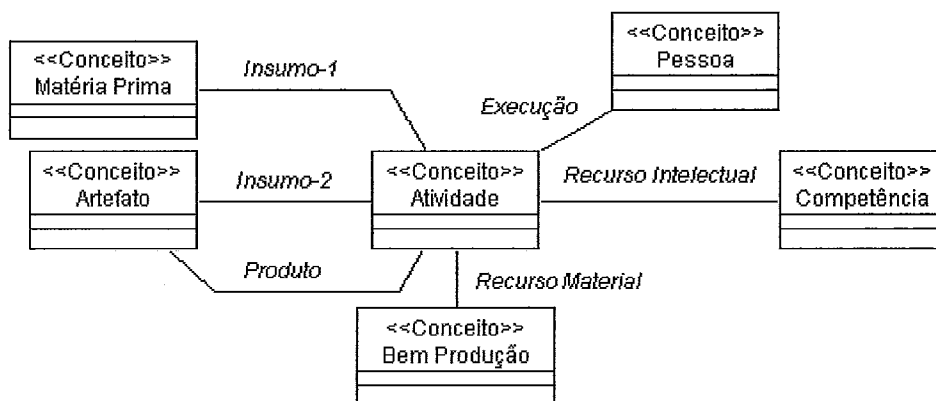 <<Conceito>>
Matéria Prima
Insumo-1
<<Conceito>>
Pessoa
Execução
<<Conceito>>
Artefato
Insumo-2
<<Conceito>>
Atividade
Recurso Intelectual
<<Conceito>>
Competência
Produto
Recurso Material
<<Conceito>>
Bem Produção